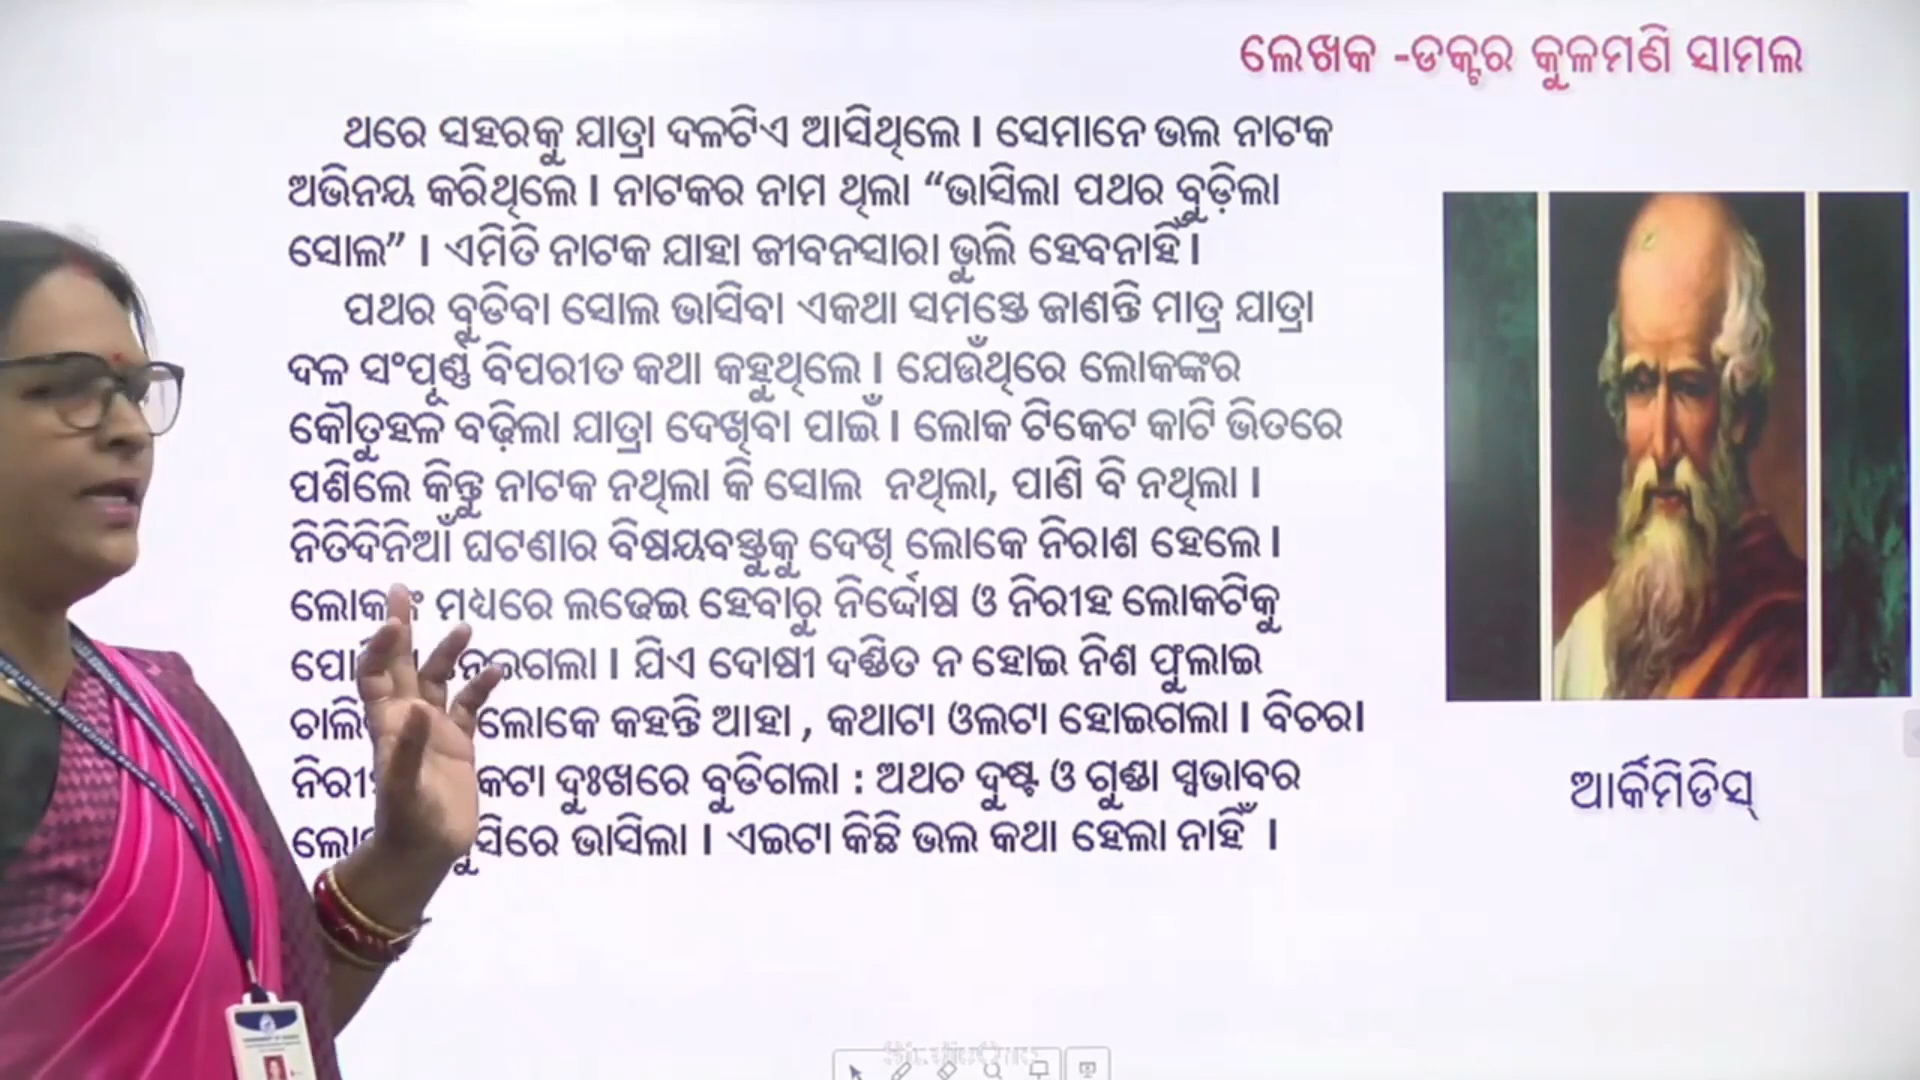 ଲେଖକ -ଡକ୍ଟର କୁଳମଣି ସାମଲ
ଥରେ ସହରକୁ ଯାତ୍ରା ଦଳଟିଏ ଆସିଥିଲେ । ସେମାନେ ଭଲ ନାଟକ
ଅଭିନୟ କରିଥିଲେ । ନାଟକର ନାମ ଥିଲା “ଭାସିଲା ପଥର ବୁଡ଼ିଲା
ସୋଲ” । ଏମିତି ନାଟକ ଯାହା ଜୀବନସାରା ଭୁଲି ହେବନାହିଁ ।
ପଥର ବୁଡିବା ସୋଲ ଭାସିବା ଏକଥା ସମସ୍ତେ ଜାଣନ୍ତି ମାତ୍ର ଯାତ୍ରା
ଦଳ ସଂପୂର୍ଣ୍ଣ ବିପରୀତ କଥା କହୁଥିଲେ । ଯେଉଁଥିରେ ଲୋକଙ୍କର
କୌତୁହଳ ବଢ଼ିଲା ଯାତ୍ରା ଦେଖିବା ପାଇଁ । ଲୋକ ଟିକେଟ କାଟି ଭିତରେ
ପଶିଲେ କିନ୍ତୁ ନାଟକ ନଥିଲା କି ସୋଲ ନଥିଲା, ପାଣି ବି ନଥିଲା ।
ନିତିଦିନିଆଁ ଘଟଣାର ବିଷୟବସ୍ତୁକୁ ଦେଖି ଲୋକେ ନିରାଶ ହେଲେ ।
ମଧ୍ୟରେ ଲଢେଇ ହେବାରୁ ନିର୍ଦ୍ଦୋଷ ଓ ନିରୀହ ଲୋକଟିକୁ
। ଯିଏ ଦୋଷୀ ଦଣ୍ଡିତ ନ ହୋଇ ନିଶ ଫୁଲାଇ
ଲୋକେ କହନ୍ତି ଆହା , କଥାଟା ଓଲଟା ହୋଇଗଲା । ବିଚରା
ଦୁଃଖରେ ବୁଡିଗଲା : ଅଥଚ ଦୁଷ୍ଟ ଓ ଗୁଣ୍ଡା ସ୍ବଭାବର
ଭାସିଲା । ଏଇଟା କିଛି ଭଲ କଥା ହେଲା ନାହିଁ ।
ଆର୍କିମିଡିସ୍